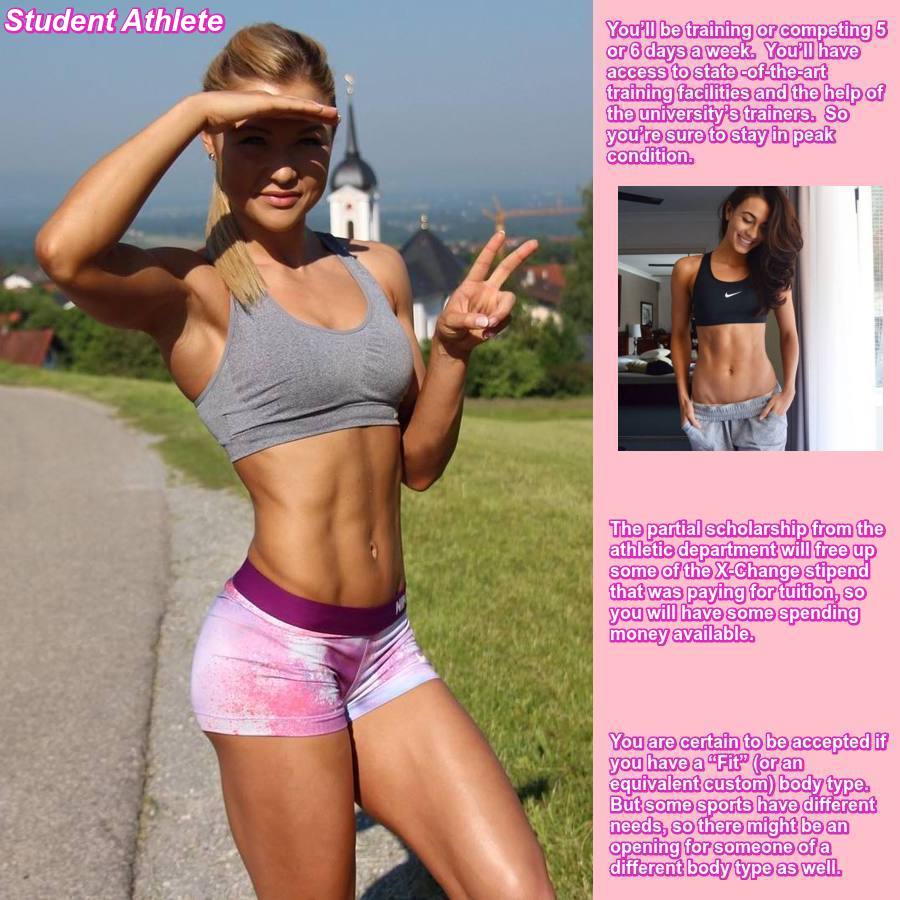 Student Athlete
You'll be training or competing 5
or 6 days a week.  You'll have
access to state -of-the-art
training facilities and the help of
the university's trainers.  So
you're sure to stay in peak
condition.
The partial scholarship from the
athletic department will free up
some of the X-Change stipend
that was paying for tuition, so
you will have some spending
money available.
You are certain to be accepted if
you have a “Fit” (or an
equivalent custom) body type.
But some sports have different
needs, so there might be an
opening for someone of a
different body type as well.